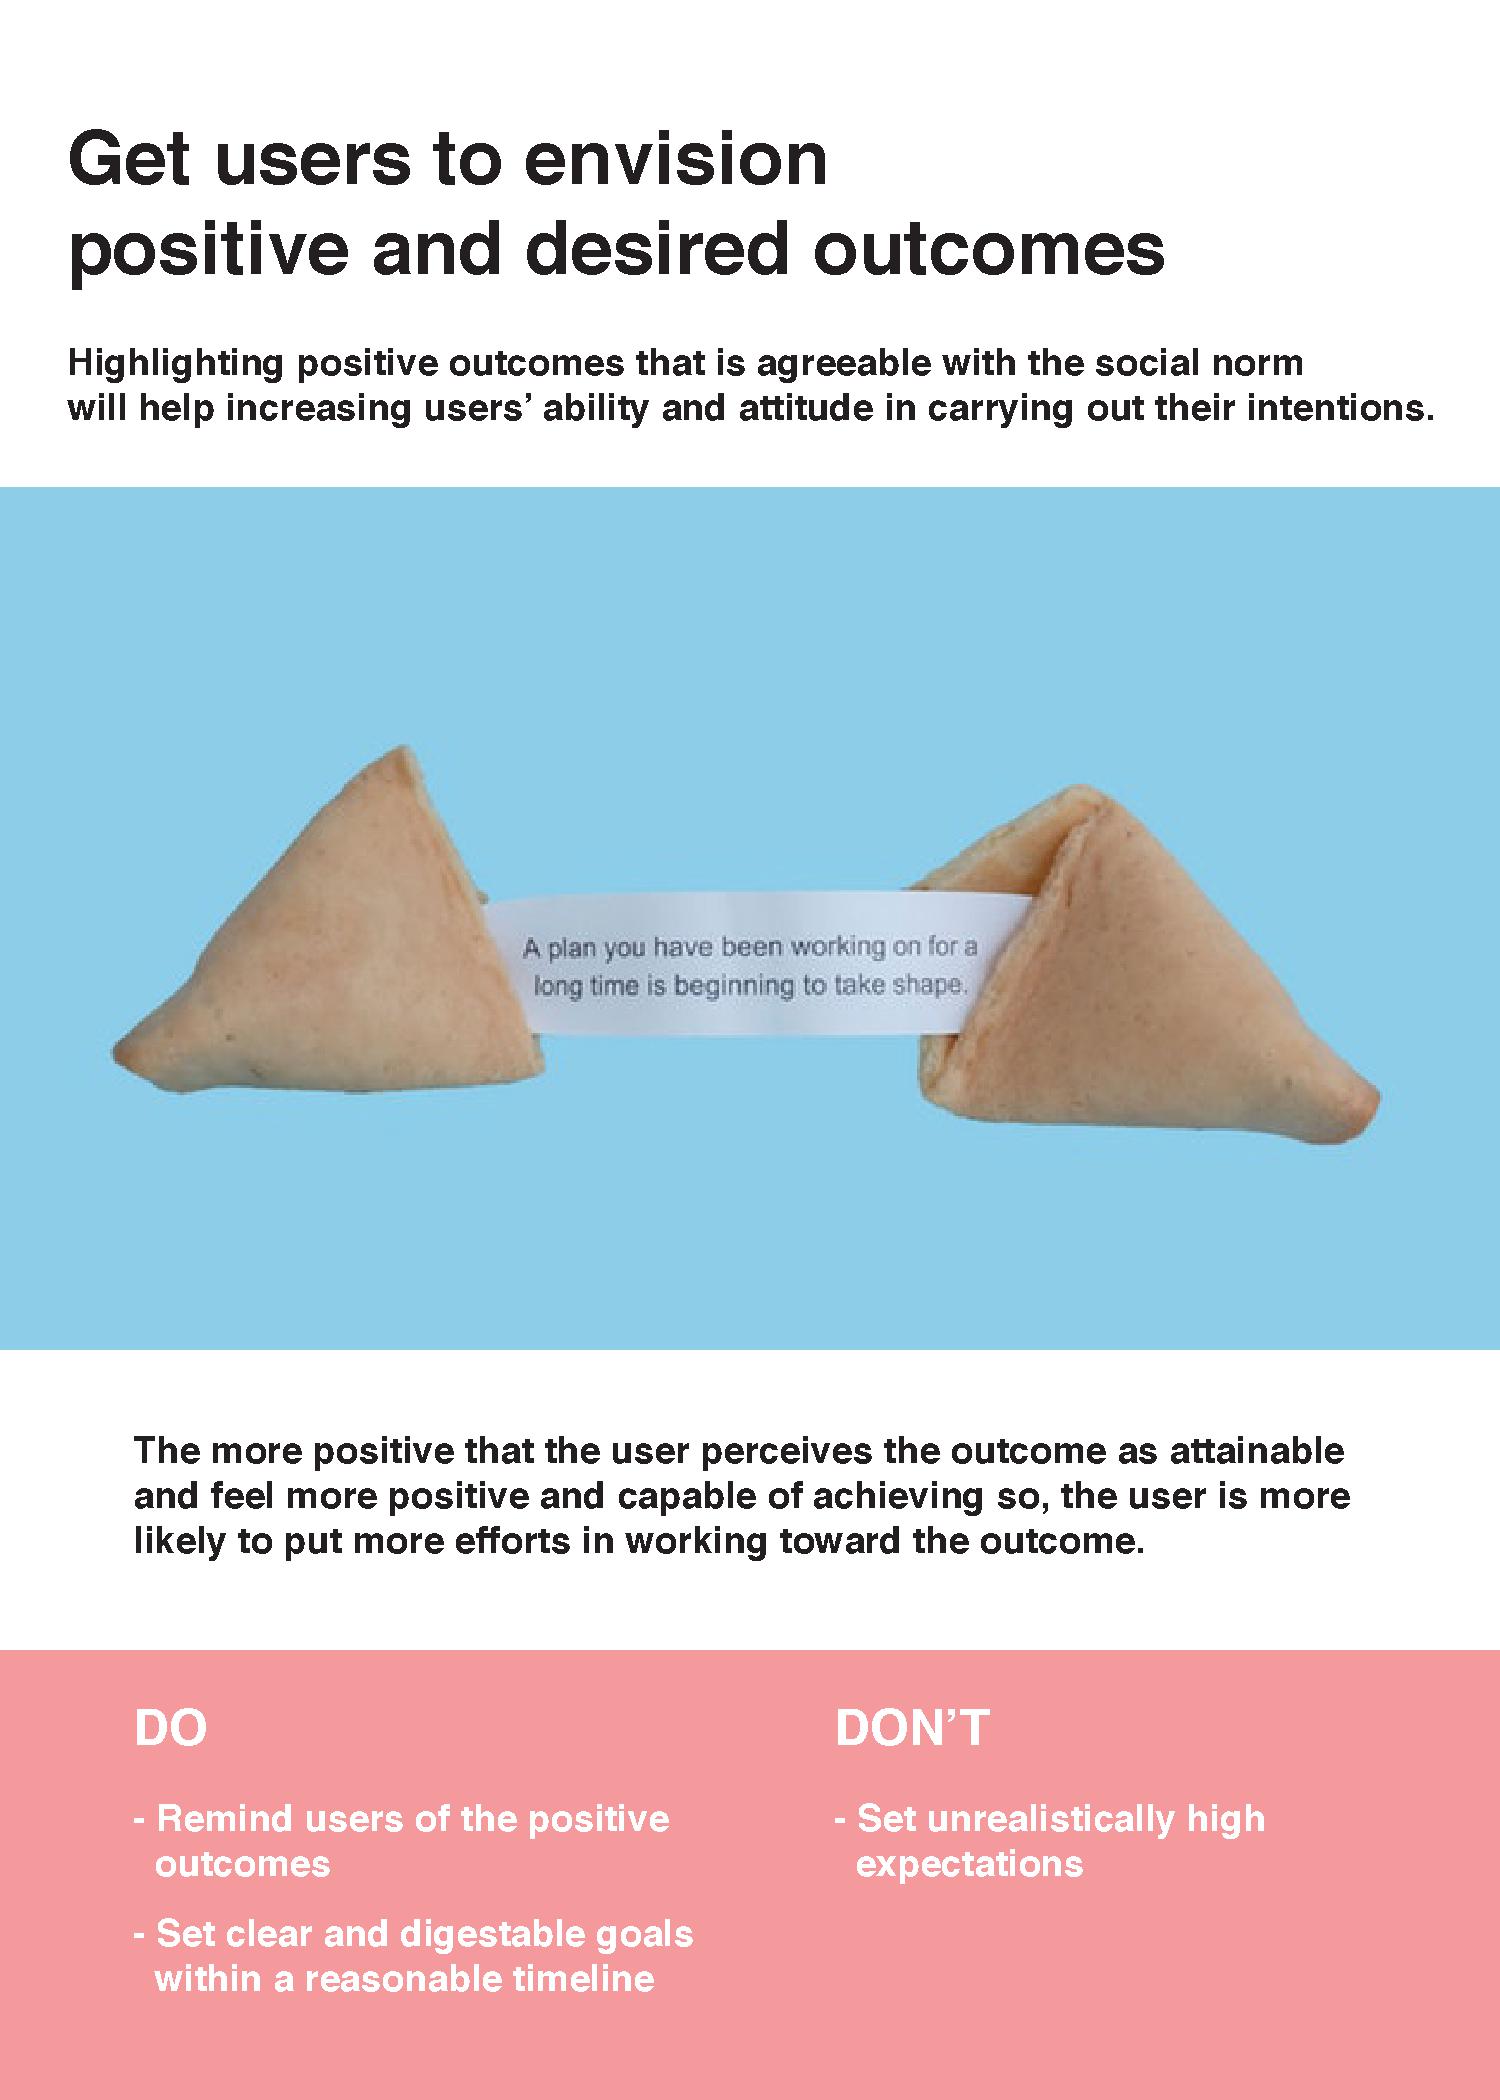 Get users to envision
positive and desired outcomes
Highlighting positive outcomes that is agreeable with the social norm
will help increasing users’ ability and attitude in carrying out their intentions.
A plan you have been working on for a
long time is beginning to take shape.
The more positive that the user perceives the outcome as attainable
and feel more positive and capable of achieving so, the user is more
likely to put more efforts in working toward the outcome.
DO
- Remind users of the positive
outcomes
- Set clear and digestable goals
within a reasonable timeline
DON’T
- Set unrealistically high
expectations